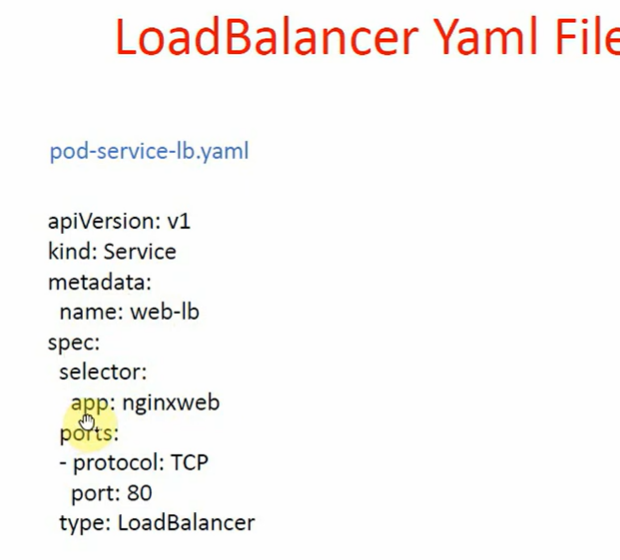 LoadBalancer Yaml File
pod-service-lb.yaml
apiVersion: v1
kind: Service
metadata:
name: web-lb
spec:
selector:
app: nginxweb
ports:
- protocol: TCP
port: 80
type: LoadBalancer